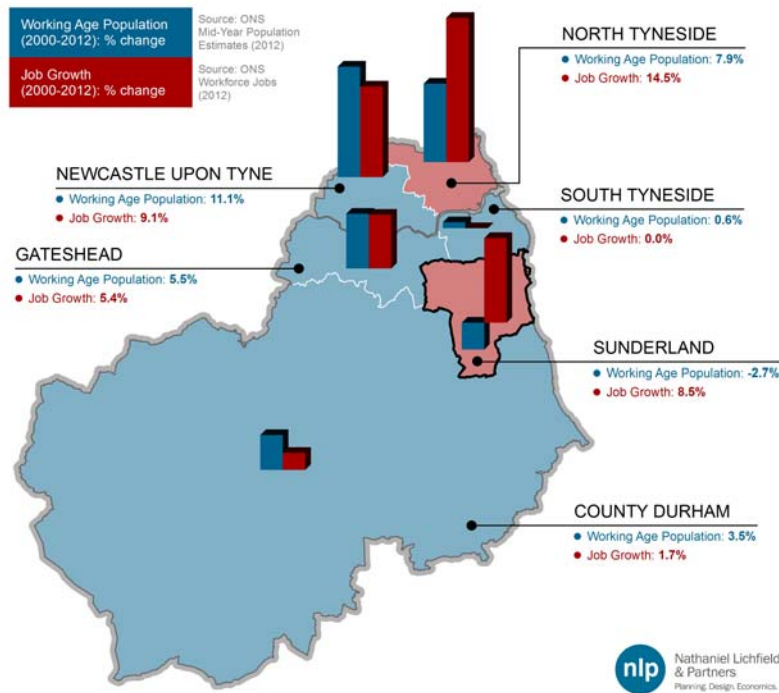 Working Age Population
(2000-2012): % change
Source: ONS
Mid-Year Population
Estimates (2012)
Job Growth
(2000-2012): % change
Source: ONS
Workforce Jobs
(2012)
NORTH TYNESIDE
Working Age Population: 7.9%
Job Growth: 14.5%
NEWCASTLE UPON TYNE
Working Age Population: 11.1%
Job Growth: 9.1%
SOUTH TYNESIDE
Working Age Population: 0.6%
Job Growth: 0.0%
GATESHEAD
Working Age Population: 5.5%
Job Growth: 5.4%
SUNDERLAND
Working Age Population: -2.7%
Job Growth: 8.5%
COUNTY DURHAM
Working Age Population: 3.5%
Job Growth: 1.7%
nlp
Nathaniel Lichfield
& Partners
Planning. Design. Economics.